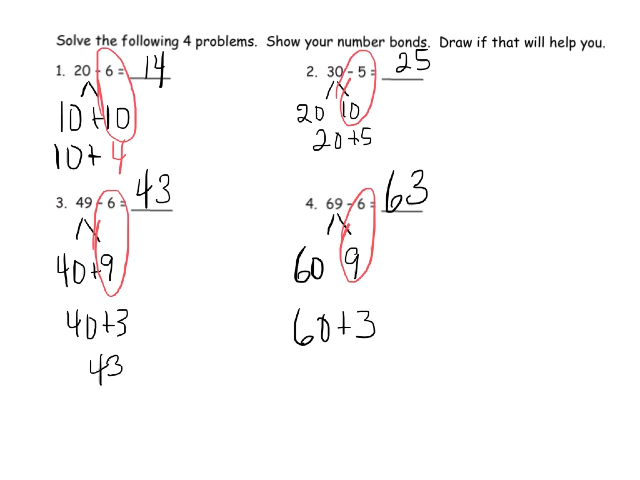 Solve the following 4 problems. Show your number bonds. Draw if that will help you.
1. 20 - 6 = 14
10 + 10
10 + 4
2. 30 - 5 = 25
20 10
20 + 5
3. 49 - 6 = 43
40 + 9
40 + 3
43
4. 69 - 6 = 63
60 9
60 + 3